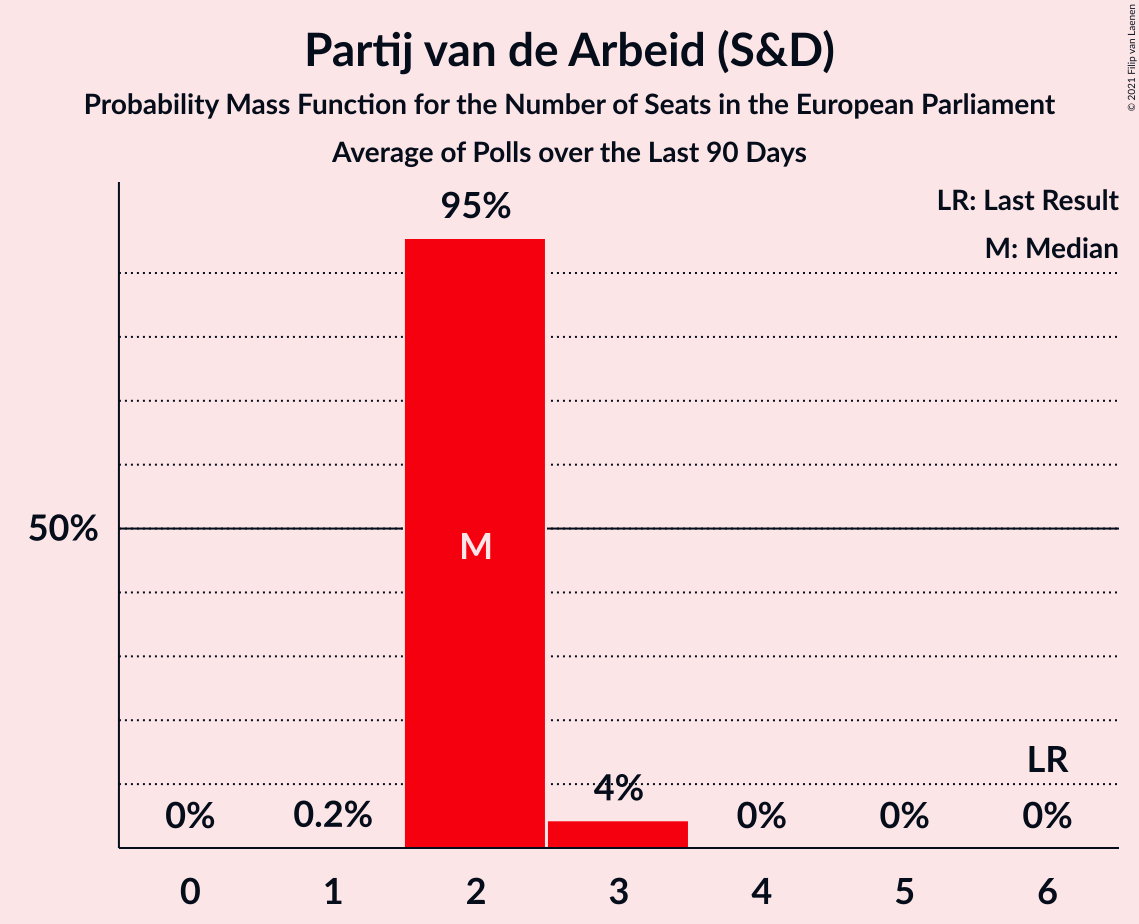 Partij van de Arbeid (S&D)
Probability Mass Function for the Number of Seats in the European Parliament
Average of Polls over the Last 90 Days
© 2021 Filip van Laenen
LR: Last Result
M: Median
95%
50%
M
LR
0% 0.2% 4% 0% 0% 0%
0 1 2 3 4 5 6